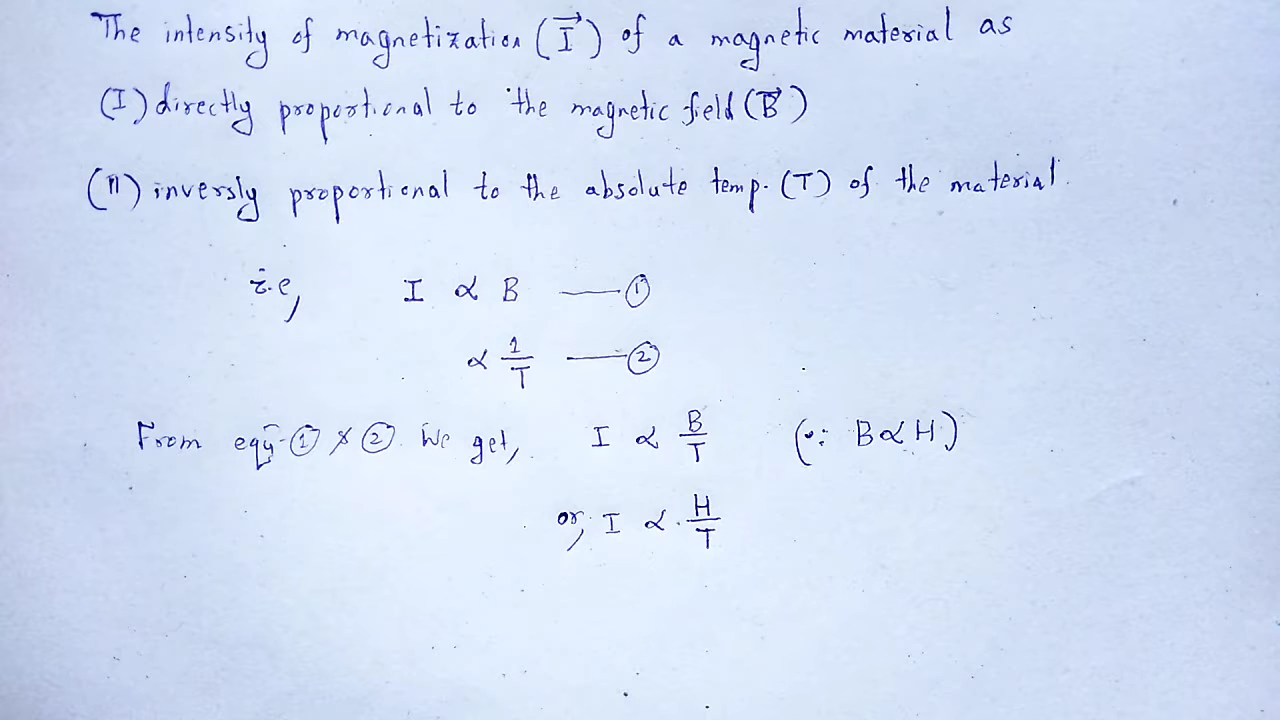 The intensity of magnetization (I⃗) of a magnetic material as
(I) directly proportional to the magnetic field (B⃗)
(II) inversly proportional to the absolute temp. (T) of the material.
i.e, I ∝ B —— ①
∝ 1/T —— ②
From eqⁿ ① & ② We get, I ∝ B/T (∵ B∝H)
or, I ∝ H/T